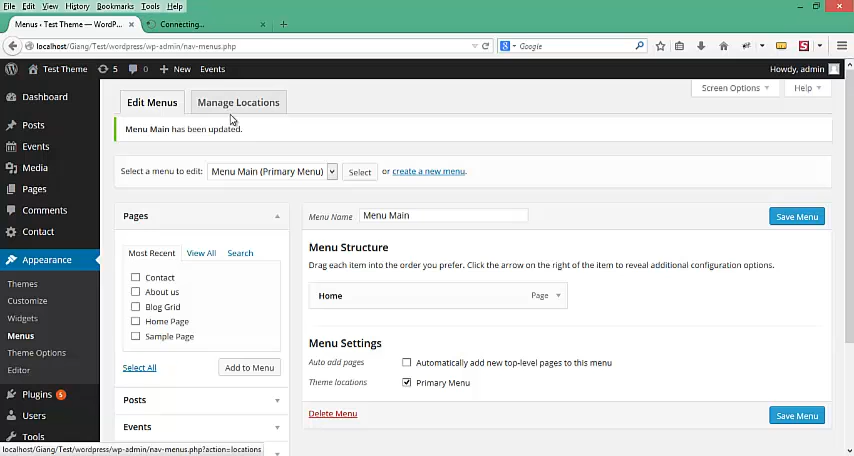 File Edit View History Bookmarks Tools Help
Menus • Test Theme — WordP...
Connecting...
localhost/Giang/Test/wordpress/wp-admin/nav-menus.php
Google
Test Theme 5 0 + New Events
Howdy, admin
Dashboard
Posts
Events
Media
Pages
Comments
Contact
Appearance
Themes
Customize
Widgets
Menus
Theme Options
Editor
Plugins 5
Users
Tools
Edit Menus
Manage Locations
Screen Options
Help
Menu Main has been updated.
Select a menu to edit: Menu Main (Primary Menu) Select or create a new menu.
Pages
Most Recent View All Search
Contact
About us
Blog Grid
Home Page
Sample Page
Select All Add to Menu
Posts
Events
Menu Name Menu Main Save Menu
Menu Structure
Drag each item into the order you prefer. Click the arrow on the right of the item to reveal additional configuration options.
Home Page
Menu Settings
Auto add pages Automatically add new top-level pages to this menu
Theme locations Primary Menu
Delete Menu Save Menu
localhost/Giang/Test/wordpress/wp-admin/nav-menus.php?action=locations